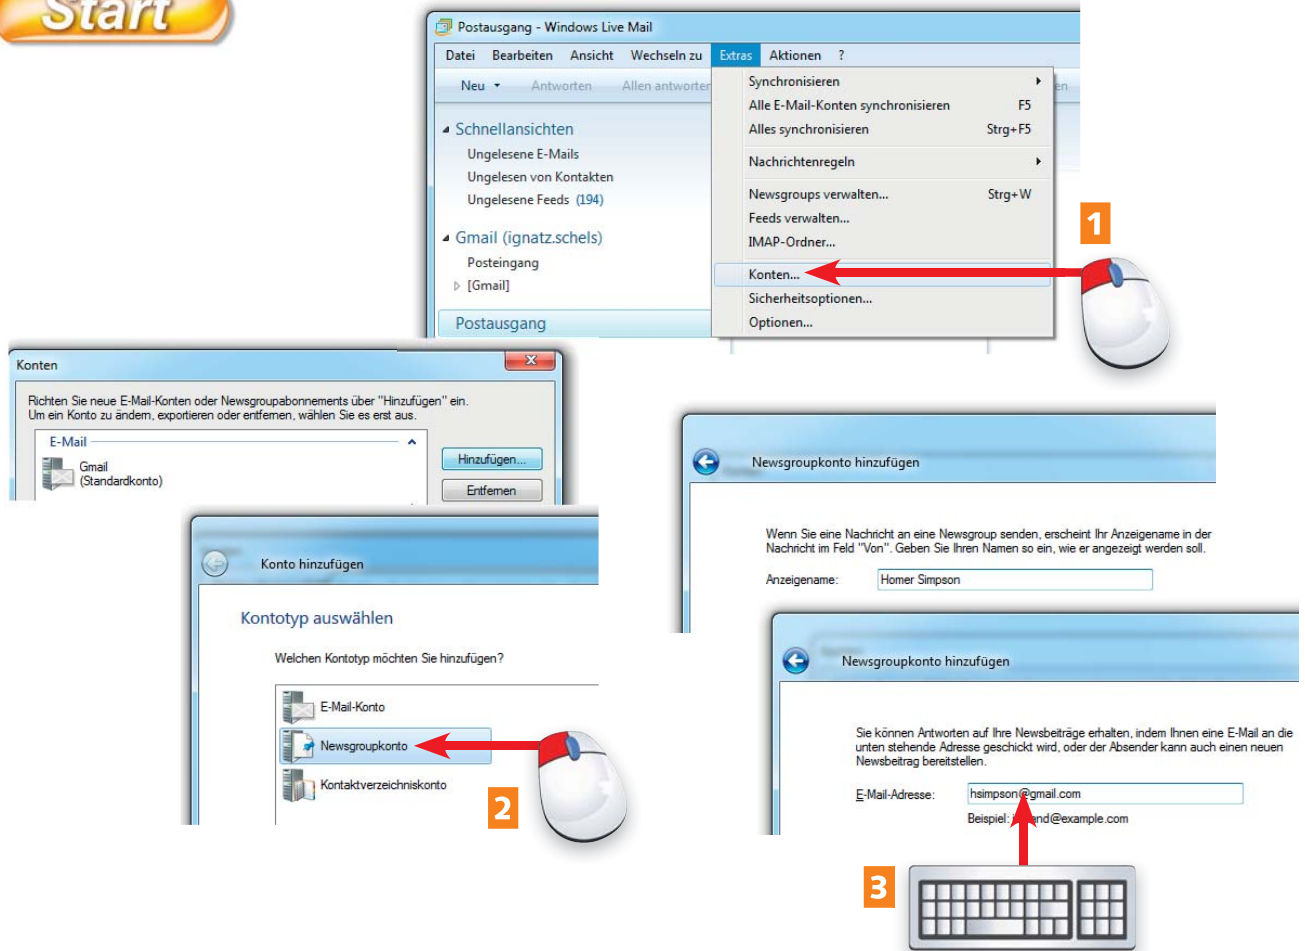 Start
Postausgang - Windows Live Mail
Datei Bearbeiten Ansicht Wechseln zu Extras Aktionen ?
Neu Antworten Allen antworten
Synchronisieren
Alle E-Mail-Konten synchronisieren F5
Alles synchronisieren Strg+F5
Nachrichtenregeln
Newsgroups verwalten... Strg+W
Feeds verwalten...
IMAP-Ordner...
Konten...
Sicherheitsoptionen...
Optionen...
Schnellansichten
Ungelesene E-Mails
Ungelesen von Kontakten
Ungelesene Feeds (194)
Gmail (ignatz.schels)
Posteingang
[Gmail]
Postausgang
1
Konten
Richten Sie neue E-Mail-Konten oder Newsgroupabonnements über "Hinzufügen" ein.
Um ein Konto zu ändern, exportieren oder entfernen, wählen Sie es erst aus.
E-Mail
Gmail
(Standardkonto)
Hinzufügen...
Entfernen
Konto hinzufügen
Kontotyp auswählen
Welchen Kontotyp möchten Sie hinzufügen?
E-Mail-Konto
Newsgroupkonto
Kontaktverzeichniskonto
2
Newsgroupkonto hinzufügen
Wenn Sie eine Nachricht an eine Newsgroup senden, erscheint Ihr Anzeigename in der
Nachricht im Feld "Von". Geben Sie Ihren Namen so ein, wie er angezeigt werden soll.
Anzeigename: Homer Simpson
Newsgroupkonto hinzufügen
Sie können Antworten auf Ihre Newsbeiträge erhalten, indem Ihnen eine E-Mail an die
unten stehende Adresse geschickt wird, oder der Absender kann auch einen neuen
Newsbeitrag bereitstellen.
E-Mail-Adresse: hsimpson@gmail.com
Beispiel:
3